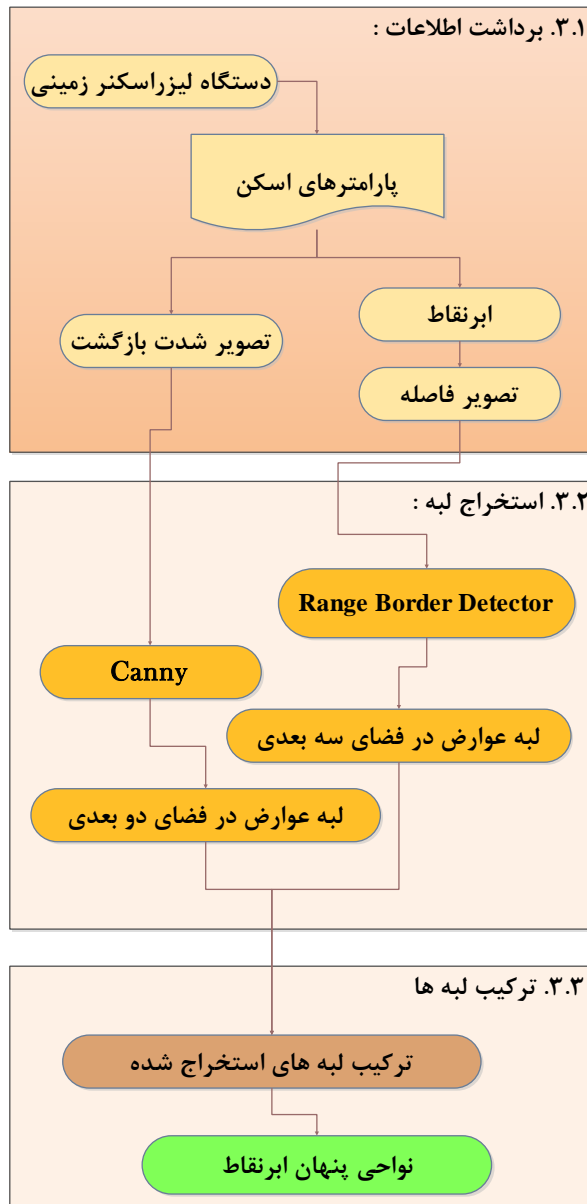 ۳.۱. برداشت اطلاعات :
دستگاه لیزراسکنر زمینی
پارامترهای اسکن
ابرنقاط
تصویر شدت بازگشت
تصویر فاصله
۳.۲. استخراج لبه :
Range Border Detector
Canny
لبه عوارض در فضای سه بعدی
لبه عوارض در فضای دو بعدی
۳.۳. ترکیب لبه ها
ترکیب لبه های استخراج شده
نواحی پنهان ابرنقاط